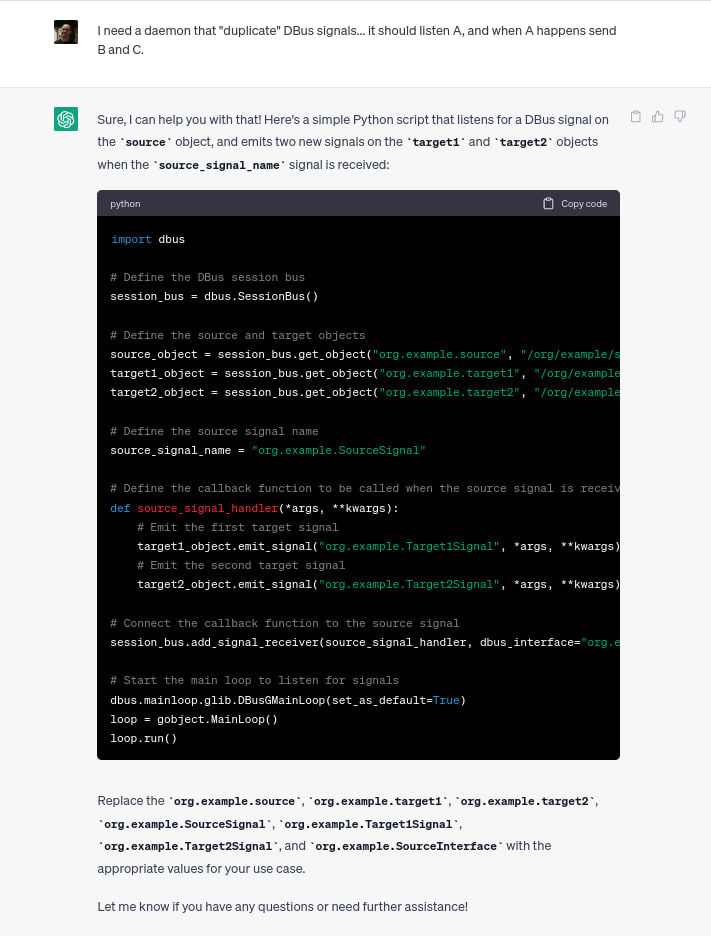 I need a daemon that "duplicate" DBus signals... it should listen A, and when A happens send
B and C.
Sure, I can help you with that! Here's a simple Python script that listens for a DBus signal on
the `source` object, and emits two new signals on the `target1` and `target2` objects
when the `source_signal_name` signal is received:
python
Copy code
import dbus
# Define the DBus session bus
session_bus = dbus.SessionBus()
# Define the source and target objects
source_object = session_bus.get_object("org.example.source", "/org/example/s
target1_object = session_bus.get_object("org.example.target1", "/org/example
target2_object = session_bus.get_object("org.example.target2", "/org/example
# Define the source signal name
source_signal_name = "org.example.SourceSignal"
# Define the callback function to be called when the source signal is receiv
def source_signal_handler(*args, **kwargs):
    # Emit the first target signal
    target1_object.emit_signal("org.example.Target1Signal", *args, **kwargs)
    # Emit the second target signal
    target2_object.emit_signal("org.example.Target2Signal", *args, **kwargs)
# Connect the callback function to the source signal
session_bus.add_signal_receiver(source_signal_handler, dbus_interface="org.e
# Start the main loop to listen for signals
dbus.mainloop.glib.DBusGMainLoop(set_as_default=True)
loop = gobject.MainLoop()
loop.run()
Replace the `org.example.source`, `org.example.target1`, `org.example.target2`,
`org.example.SourceSignal`, `org.example.Target1Signal`,
`org.example.Target2Signal`, and `org.example.SourceInterface` with the
appropriate values for your use case.
Let me know if you have any questions or need further assistance!